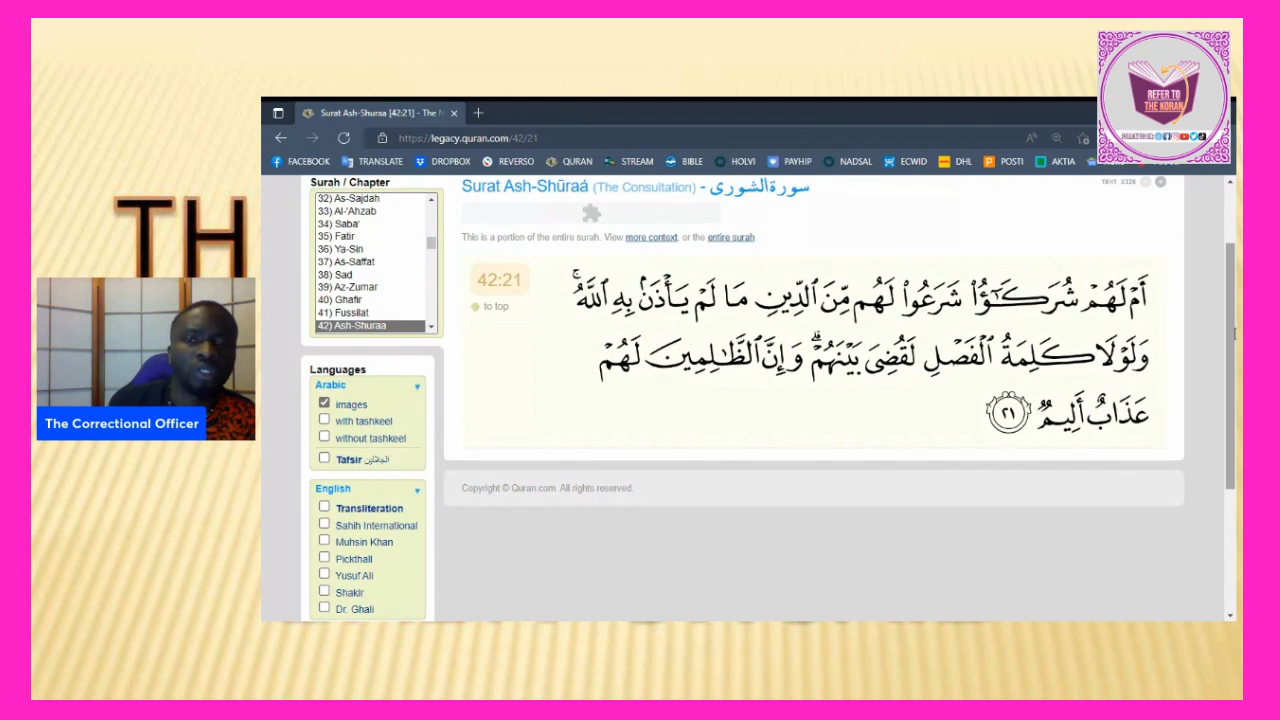 REFER TO
THE KORAN
Surat Ash-Shuraa [42:21] - The
https://legacy.quran.com/42/21
FACEBOOK TRANSLATE DROPBOX REVERSO QURAN STREAM BIBLE HOLVI PAYHIP NADSAL ECWID DHL POSTI AKTIA
Surah / Chapter
32) As-Sajdah
33) Al-'Ahzab
34) Saba'
35) Fatir
36) Ya-Sin
37) As-Saffat
38) Sad
39) Az-Zumar
40) Ghafir
41) Fussilat
42) Ash-Shuraa
Surat Ash-Shūraá (The Consultation) - سورة الشورى
TEXT SIZE
This is a portion of the entire surah. View more context, or the entire surah.
42:21
to top
أَمْ لَهُمْ شُرَكَـٰٓؤُا۟ شَرَعُوا۟ لَهُم مِّنَ ٱلدِّينِ مَا لَمْ يَأْذَنۢ بِهِ ٱللَّهُ ۚ
وَلَوْلَا كَلِمَةُ ٱلْفَصْلِ لَقُضِىَ بَيْنَهُمْ ۗ وَإِنَّ ٱلظَّـٰلِمِينَ لَهُمْ
عَذَابٌ أَلِيمٌ ٢١
Languages
Arabic
images
with tashkeel
without tashkeel
Tafsir الجلالين
English
Transliteration
Sahih International
Muhsin Khan
Pickthall
Yusuf Ali
Shakir
Dr. Ghali
Copyright © Quran.com. All rights reserved.
TH
The Correctional Officer